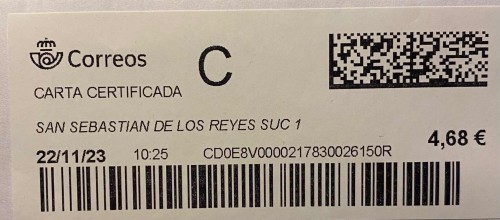 Correos
C
CARTA CERTIFICADA
SAN SEBASTIAN DE LOS REYES SUC 1
4,68 €
22/11/23 10:25 CD0E8V0000217830026150R